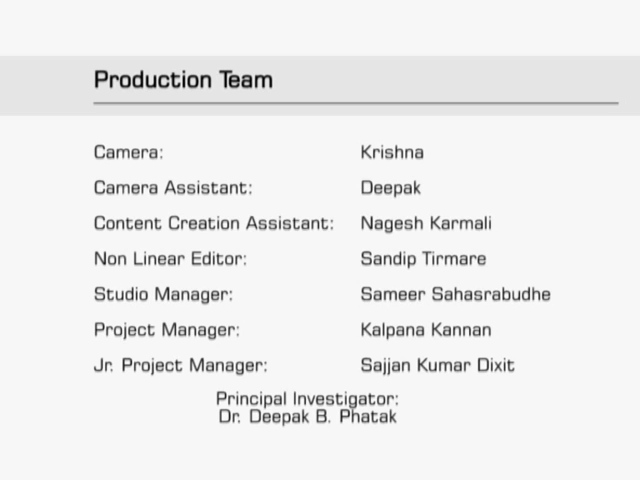 Production Team
Camera: Krishna
Camera Assistant: Deepak
Content Creation Assistant: Nagesh Karmali
Non Linear Editor: Sandip Tirmare
Studio Manager: Sameer Sahasrabudhe
Project Manager: Kalpana Kannan
Jr. Project Manager: Sajjan Kumar Dixit
Principal Investigator:
Dr. Deepak B. Phatak